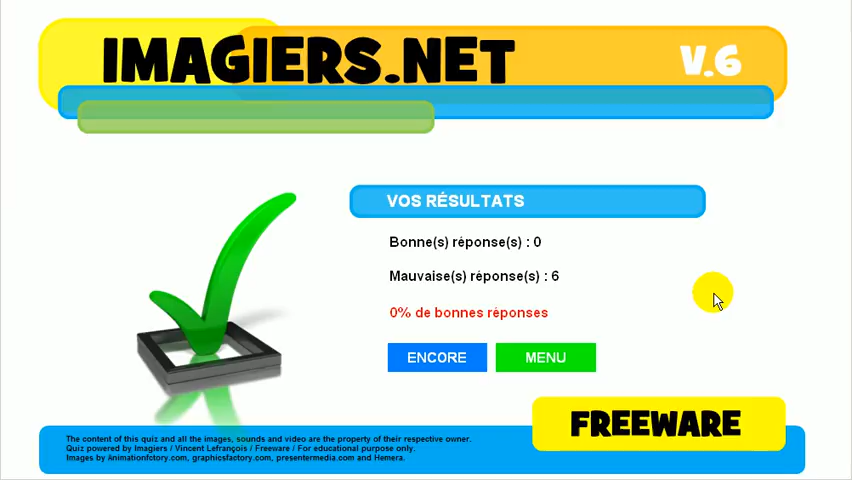 IMAGIERS.NET
V.6
VOS RÉSULTATS
Bonne(s) réponse(s) : 0
Mauvaise(s) réponse(s) : 6
0% de bonnes réponses
ENCORE
MENU
FREEWARE
The content of this quiz and all the images, sounds and video are the property of their respective owner.
Quiz powered by Imagiers / Vincent Lefrançois / Freeware / For educational purpose only.
Images by Animationfctory.com, graphicsfactory.com, presentermedia.com and Hemera.